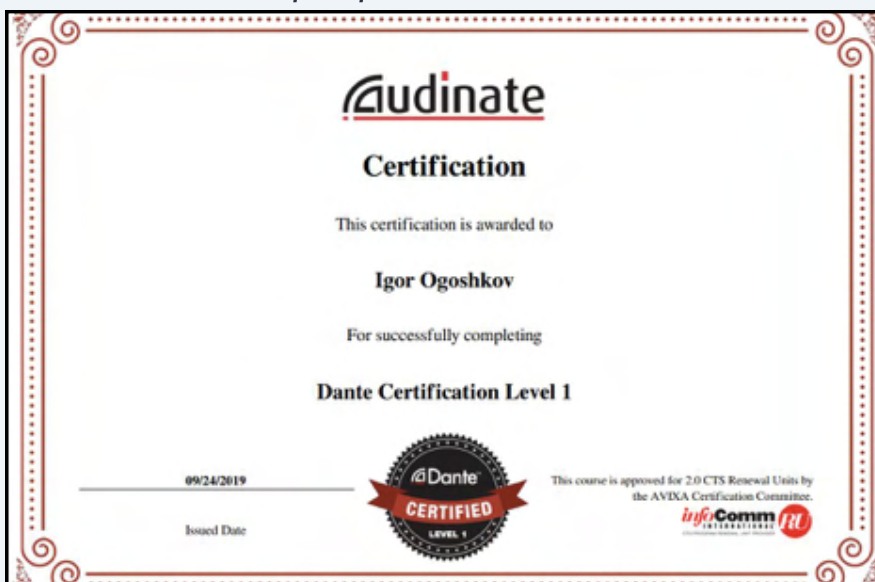 Audinate
Certification
This certification is awarded to
Igor Ogoshkov
For successfully completing
Dante Certification Level 1
09/24/2019
Issued Date
Dante™
CERTIFIED
LEVEL 1
This course is approved for 2.0 CTS Renewal Units by
the AVIXA Certification Committee.
infoComm
INTERNATIONAL
RU